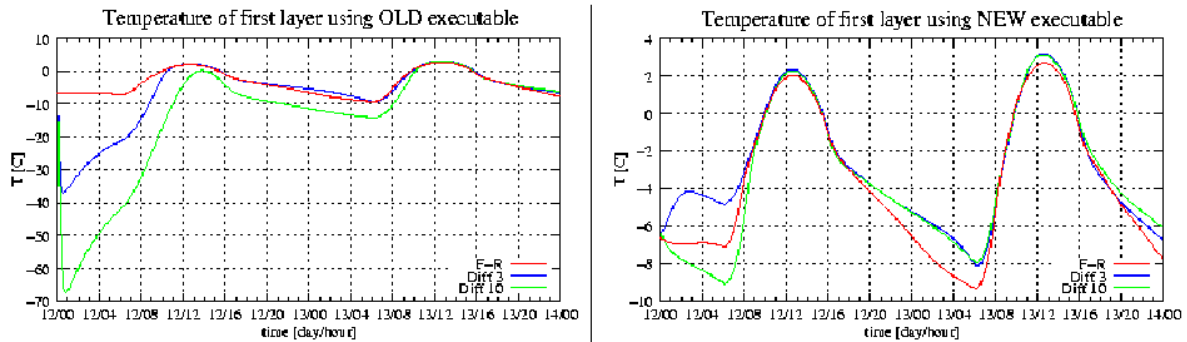 Temperature of first layer using OLD executable
10
0
−10
−20
−30
−40
−50
−60
−70
T [C]
F−R
Diff 3
Diff 10
12/00 12/04 12/08 12/12 12/16 12/20 13/00 13/04 13/08 13/12 13/16 13/20 14/00
time [day/hour]
Temperature of first layer using NEW executable
4
2
0
−2
−4
−6
−8
−10
T [C]
F−R
Diff 3
Diff 10
12/00 12/04 12/08 12/12 12/16 12/20 13/00 13/04 13/08 13/12 13/16 13/20 14/00
time [day/hour]